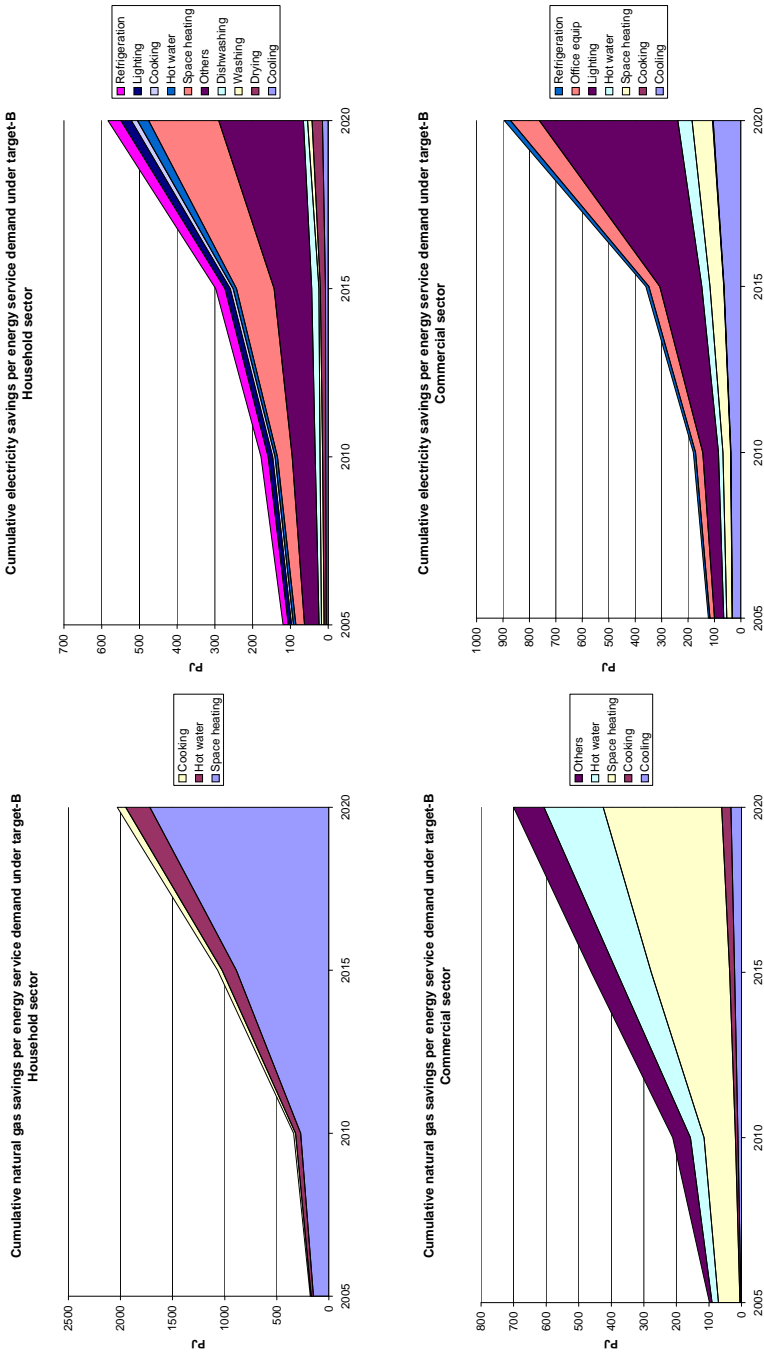 Cumulative natural gas savings per energy service demand under target-B
Household sector
2500
2000
1500
1000
500
0
PJ
2005
2010
2015
2020
Cooking
Hot water
Space heating
Cumulative electricity savings per energy service demand under target-B
Household sector
700
600
500
400
300
200
100
0
PJ
2005
2010
2015
2020
Refrigeration
Lighting
Cooking
Hot water
Space heating
Others
Dishwashing
Washing
Drying
Cooling
Cumulative natural gas savings per energy service demand under target-B
Commercial sector
800
700
600
500
400
300
200
100
0
PJ
2005
2010
2015
2020
Others
Hot water
Space heating
Cooking
Cooling
Cumulative electricity savings per energy service demand under target-B
Commercial sector
1000
900
800
700
600
500
400
300
200
100
0
PJ
2005
2010
2015
2020
Refrigeration
Office equip
Lighting
Hot water
Space heating
Cooking
Cooling